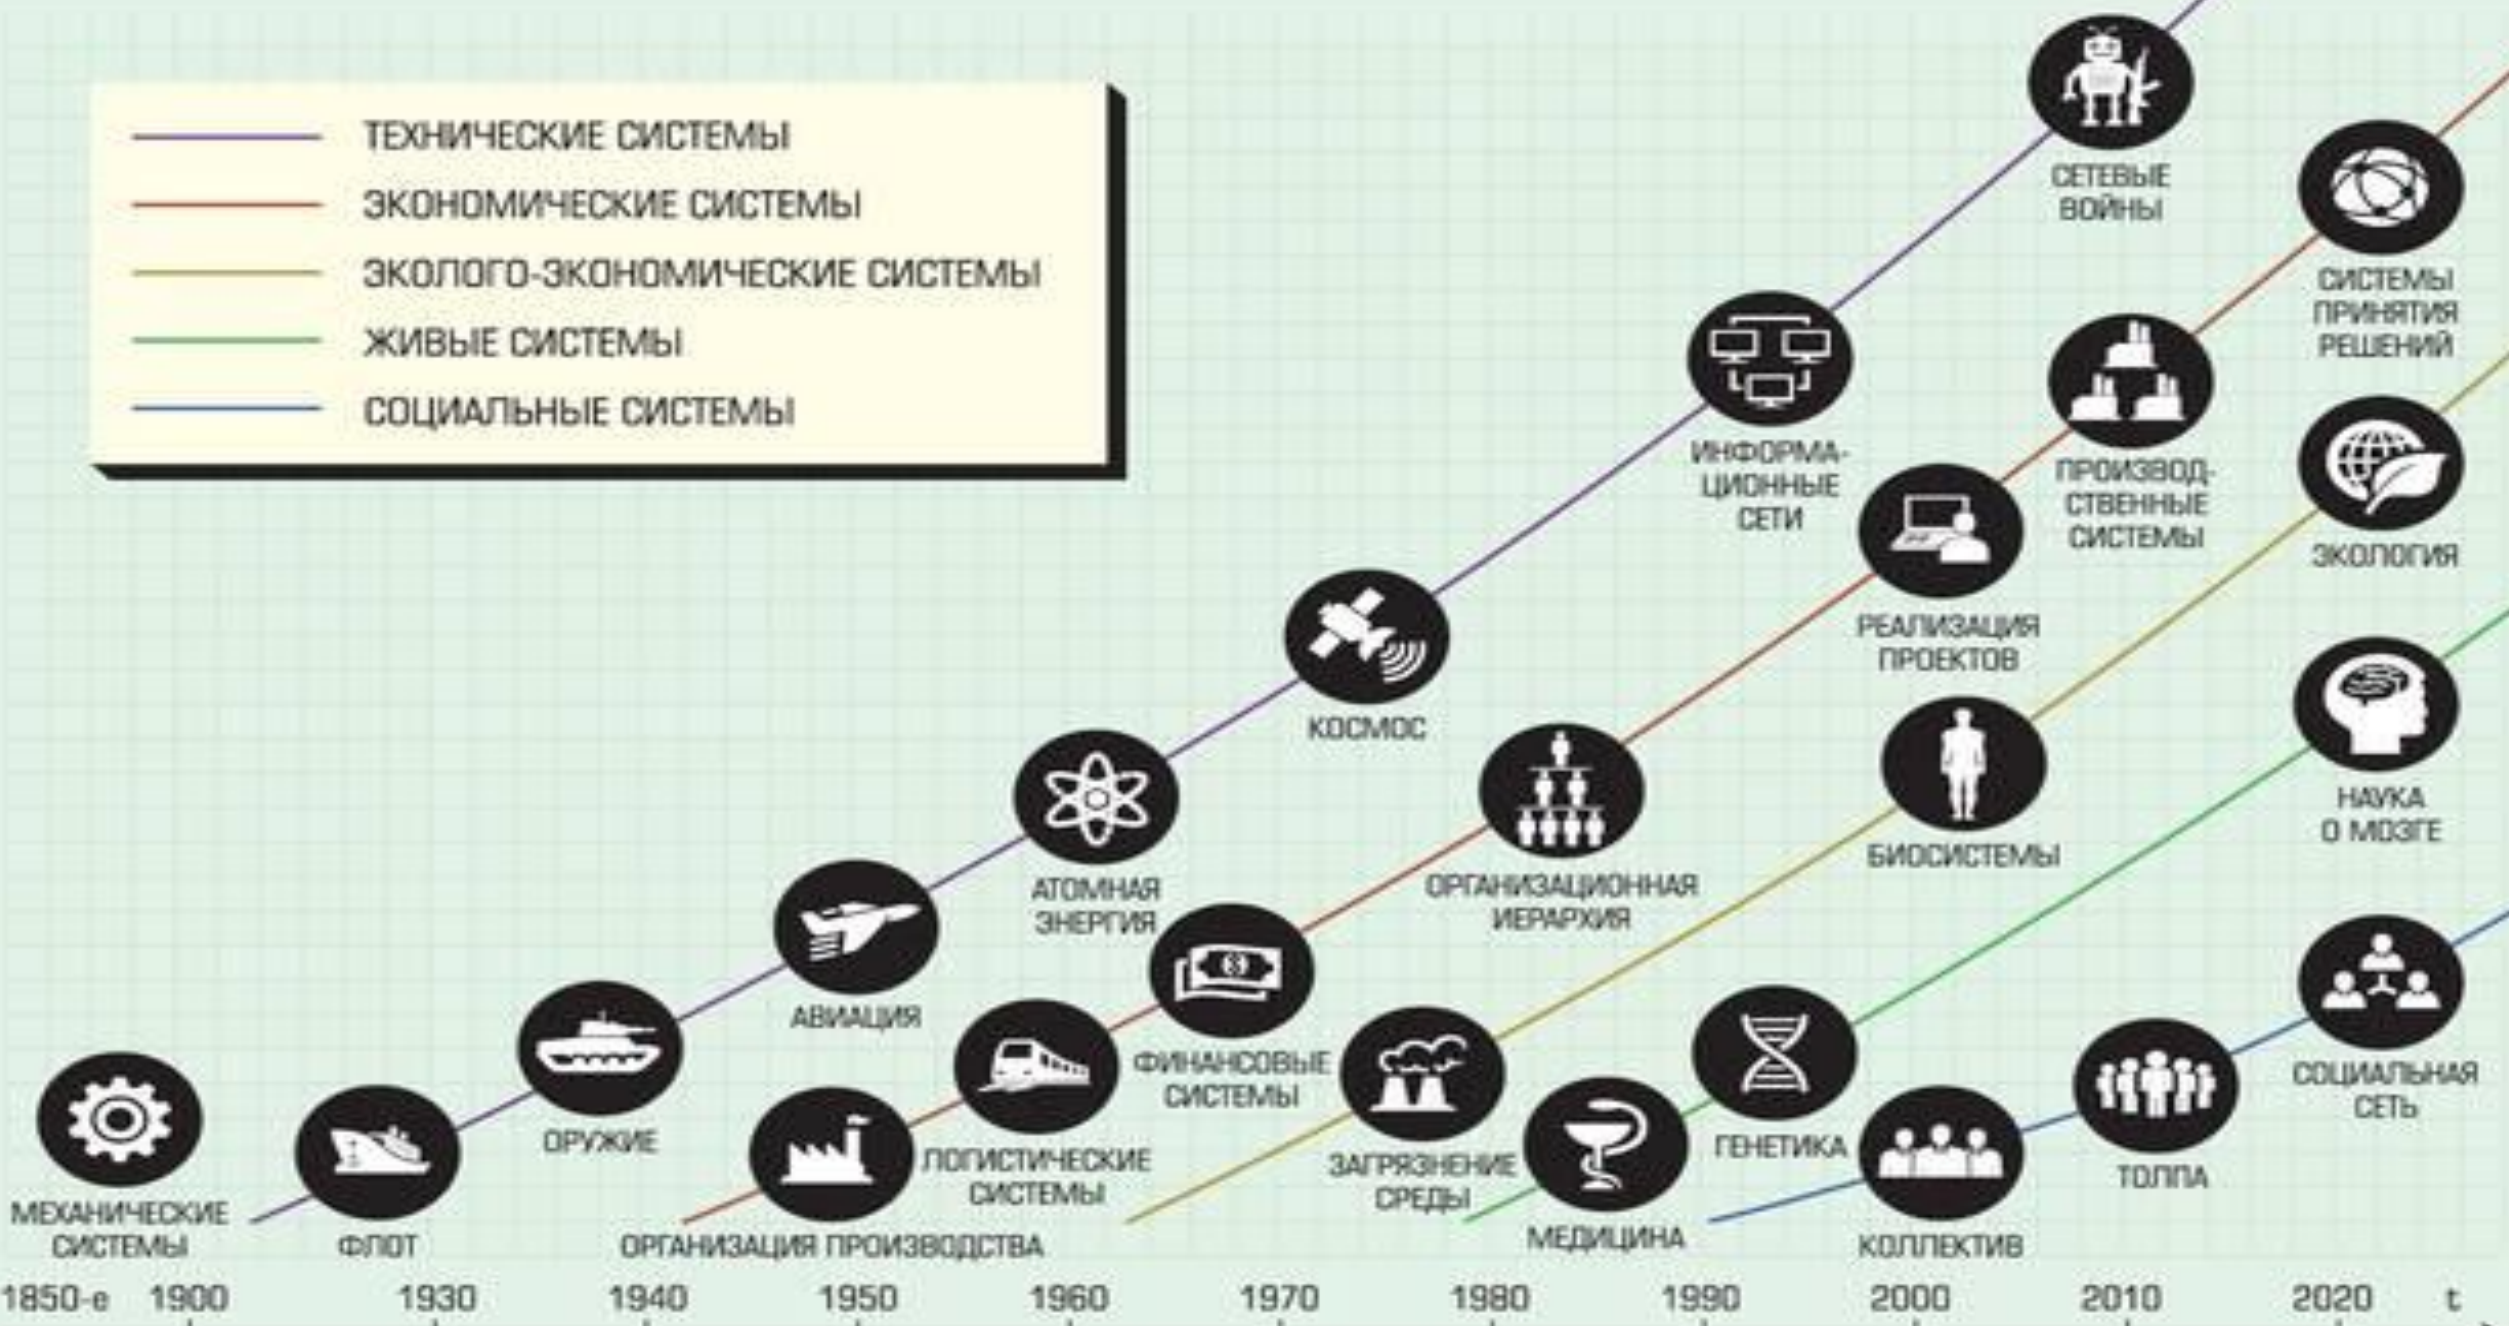 ТЕХНИЧЕСКИЕ СИСТЕМЫ
ЭКОНОМИЧЕСКИЕ СИСТЕМЫ
ЭКОЛОГО-ЭКОНОМИЧЕСКИЕ СИСТЕМЫ
ЖИВЫЕ СИСТЕМЫ
СОЦИАЛЬНЫЕ СИСТЕМЫ
СЕТЕВЫЕ
ВОЙНЫ
СИСТЕМЫ
ПРИНЯТИЯ
РЕШЕНИЙ
ИНФОРМА-
ЦИОННЫЕ
СЕТИ
ПРОИЗВОД-
СТВЕННЫЕ
СИСТЕМЫ
ЭКОЛОГИЯ
РЕАЛИЗАЦИЯ
ПРОЕКТОВ
КОСМОС
НАУКА
О МОЗГЕ
БИОСИСТЕМЫ
АТОМНАЯ
ЭНЕРГИЯ
ОРГАНИЗАЦИОННАЯ
ИЕРАРХИЯ
АВИАЦИЯ
ФИНАНСОВЫЕ
СИСТЕМЫ
СОЦИАЛЬНАЯ
СЕТЬ
ОРУЖИЕ
ЛОГИСТИЧЕСКИЕ
СИСТЕМЫ
ЗАГРЯЗНЕНИЕ
СРЕДЫ
ГЕНЕТИКА
ТОЛПА
МЕХАНИЧЕСКИЕ
СИСТЕМЫ
ФЛОТ
ОРГАНИЗАЦИЯ ПРОИЗВОДСТВА
МЕДИЦИНА
КОЛЛЕКТИВ
1850-е 1900 1930 1940 1950 1960 1970 1980 1990 2000 2010 2020 t